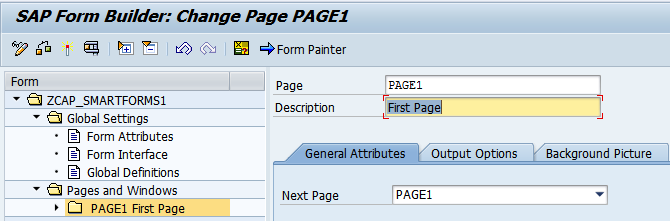 SAP Form Builder: Change Page PAGE1
Form Painter
Form
ZCAP_SMARTFORMS1
Global Settings
Form Attributes
Form Interface
Global Definitions
Pages and Windows
PAGE1 First Page
Page PAGE1
Description First Page
General Attributes Output Options Background Picture
Next Page PAGE1